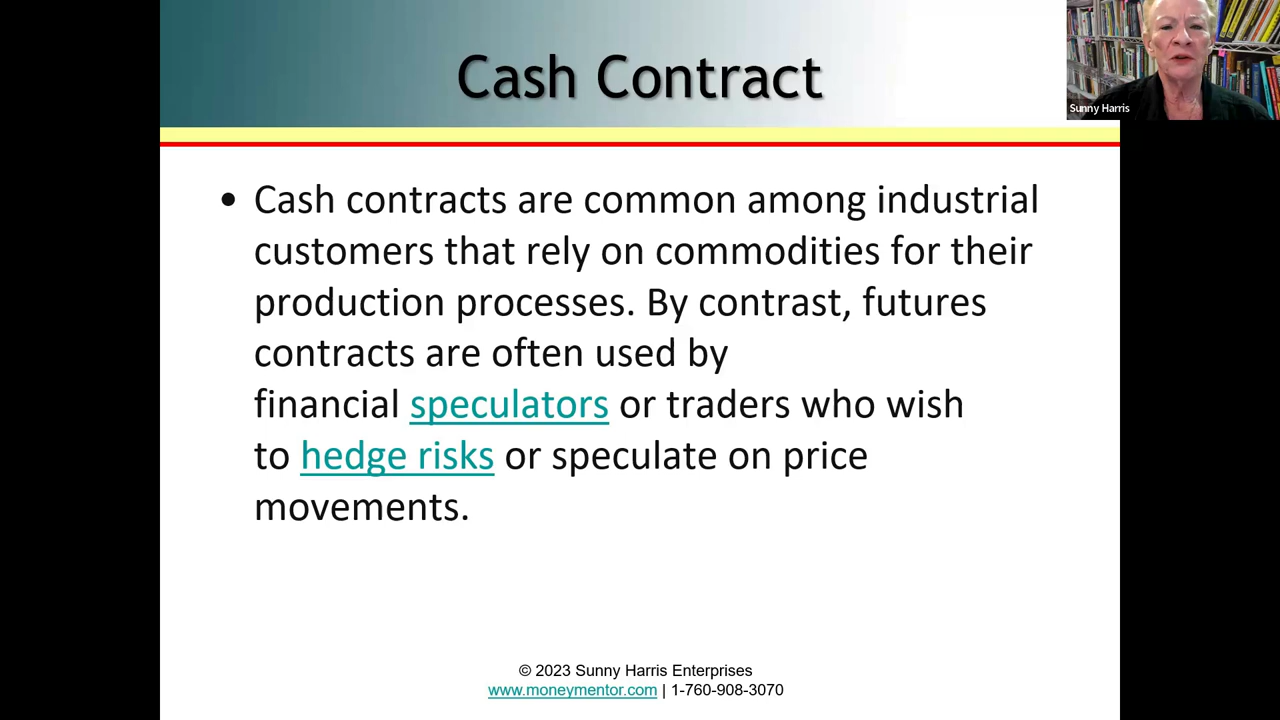 Cash Contract
Sunny Harris
• Cash contracts are common among industrial
customers that rely on commodities for their
production processes. By contrast, futures
contracts are often used by
financial speculators or traders who wish
to hedge risks or speculate on price
movements.
© 2023 Sunny Harris Enterprises
www.moneymentor.com | 1-760-908-3070